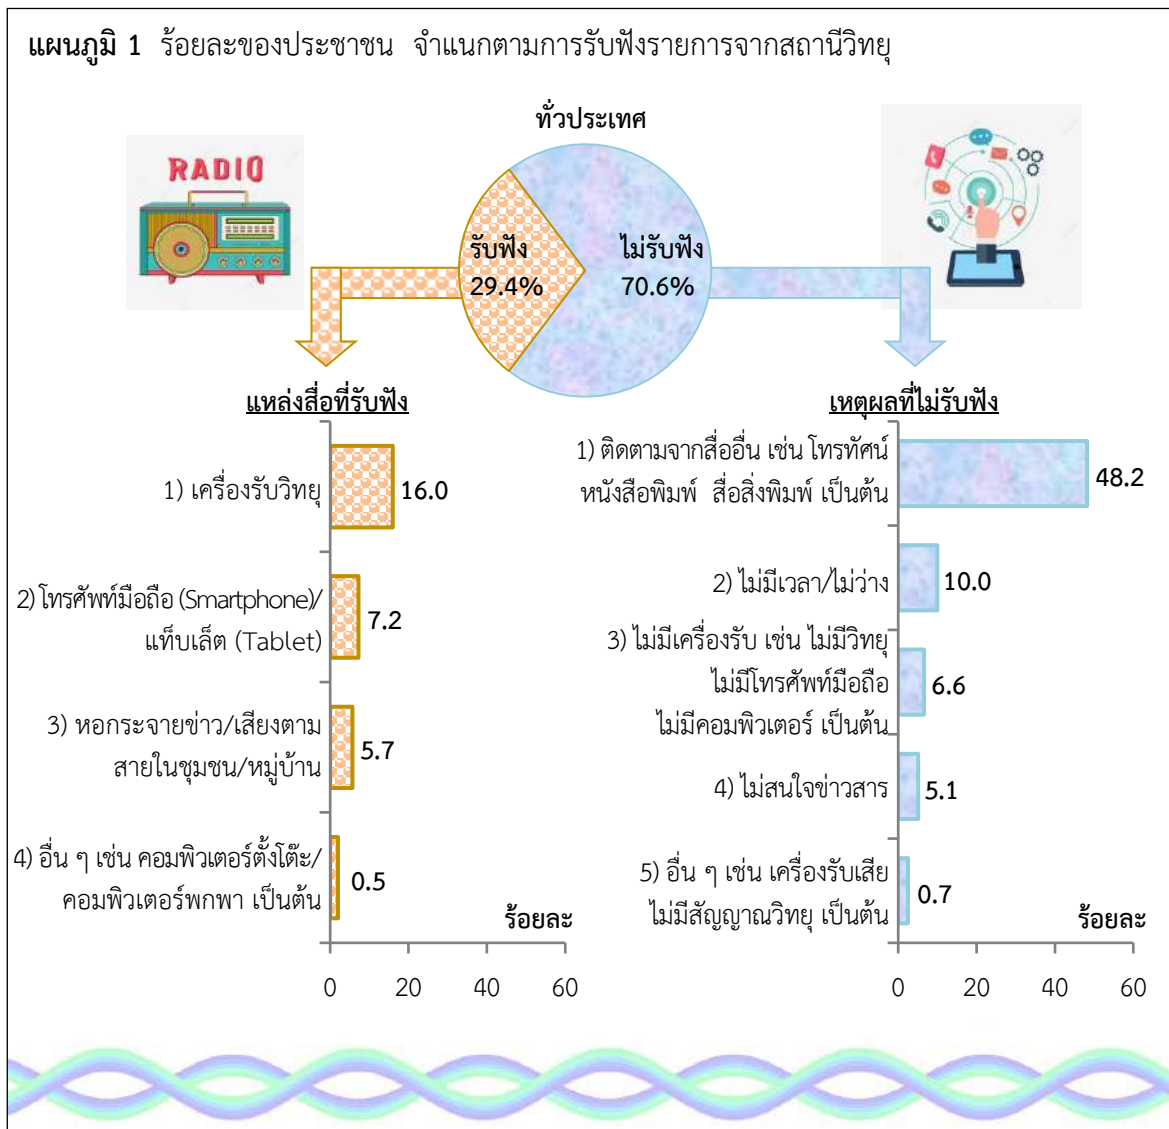 แผนภูมิ 1 ร้อยละของประชาชน จำแนกตามการรับฟังรายการจากสถานีวิทยุ
ทั่วประเทศ
RADIO
รับฟัง
29.4%
ไม่รับฟัง
70.6%
แหล่งสื่อที่รับฟัง
1) เครื่องรับวิทยุ
16.0
2) โทรศัพท์มือถือ (Smartphone)/
แท็บเล็ต (Tablet)
7.2
3) หอกระจายข่าว/เสียงตาม
สายในชุมชน/หมู่บ้าน
5.7
4) อื่น ๆ เช่น คอมพิวเตอร์ตั้งโต๊ะ/
คอมพิวเตอร์พกพา เป็นต้น
0.5
ร้อยละ
0 20 40 60
เหตุผลที่ไม่รับฟัง
1) ติดตามจากสื่ออื่น เช่น โทรทัศน์
หนังสือพิมพ์ สื่อสิ่งพิมพ์ เป็นต้น
48.2
2) ไม่มีเวลา/ไม่ว่าง
10.0
3) ไม่มีเครื่องรับ เช่น ไม่มีวิทยุ
ไม่มีโทรศัพท์มือถือ
ไม่มีคอมพิวเตอร์ เป็นต้น
6.6
4) ไม่สนใจข่าวสาร
5.1
5) อื่น ๆ เช่น เครื่องรับเสีย
ไม่มีสัญญาณวิทยุ เป็นต้น
0.7
ร้อยละ
0 20 40 60